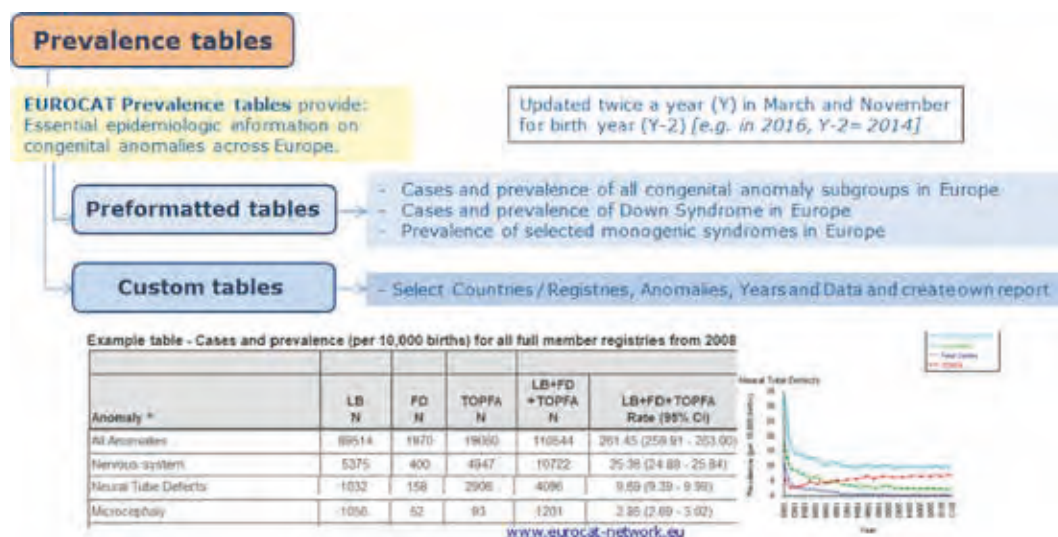 Prevalence tables
EUROCAT Prevalence tables provide:
Essential epidemiologic information on
congenital anomalies across Europe.
Updated twice a year (Y) in March and November
for birth year (Y-2) [e.g. in 2016, Y-2= 2014]
Preformatted tables
- Cases and prevalence of all congenital anomaly subgroups in Europe
- Cases and prevalence of Down Syndrome in Europe
- Prevalence of selected monogenic syndromes in Europe
Custom tables
- Select Countries/Registries, Anomalies, Years and Data and create own report
Example table - Cases and prevalence (per 10,000 births) for all full member registries from 2008
Anomaly * LB N FD N TOPFA N LB+FD +TOPFA N LB+FD+TOPFA Rate (95% CI)
All Anomalies 89514 1970 19060 110544 261.45 (259.91 - 263.00)
Nervous system 5375 400 4947 10722 25.36 (24.88 - 25.84)
Neural Tube Defects 1032 158 2906 4096 9.69 (9.39 - 9.99)
Microcephaly 1056 52 93 1201 2.85 (2.69 - 3.02)
www.eurocat-network.eu
Neural Tube Defects
Prevalence (per 10,000 births)
Year